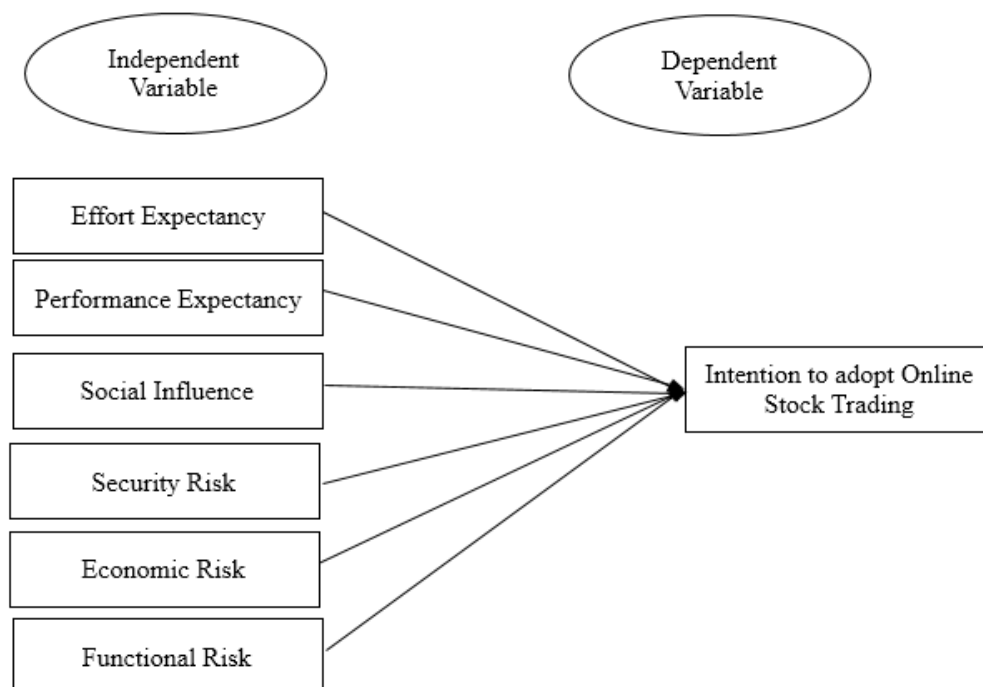 Independent
Variable
Dependent
Variable
Effort Expectancy
Performance Expectancy
Social Influence
Security Risk
Economic Risk
Functional Risk
Intention to adopt Online
Stock Trading